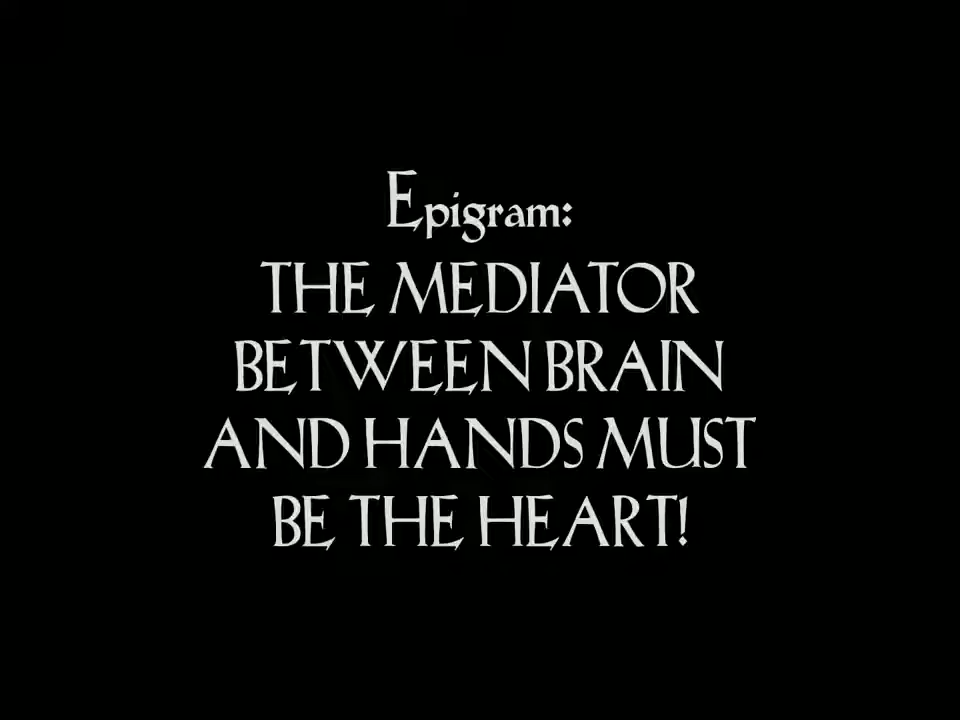 Epigram:
THE MEDIATOR
BETWEEN BRAIN
AND HANDS MUST
BE THE HEART!